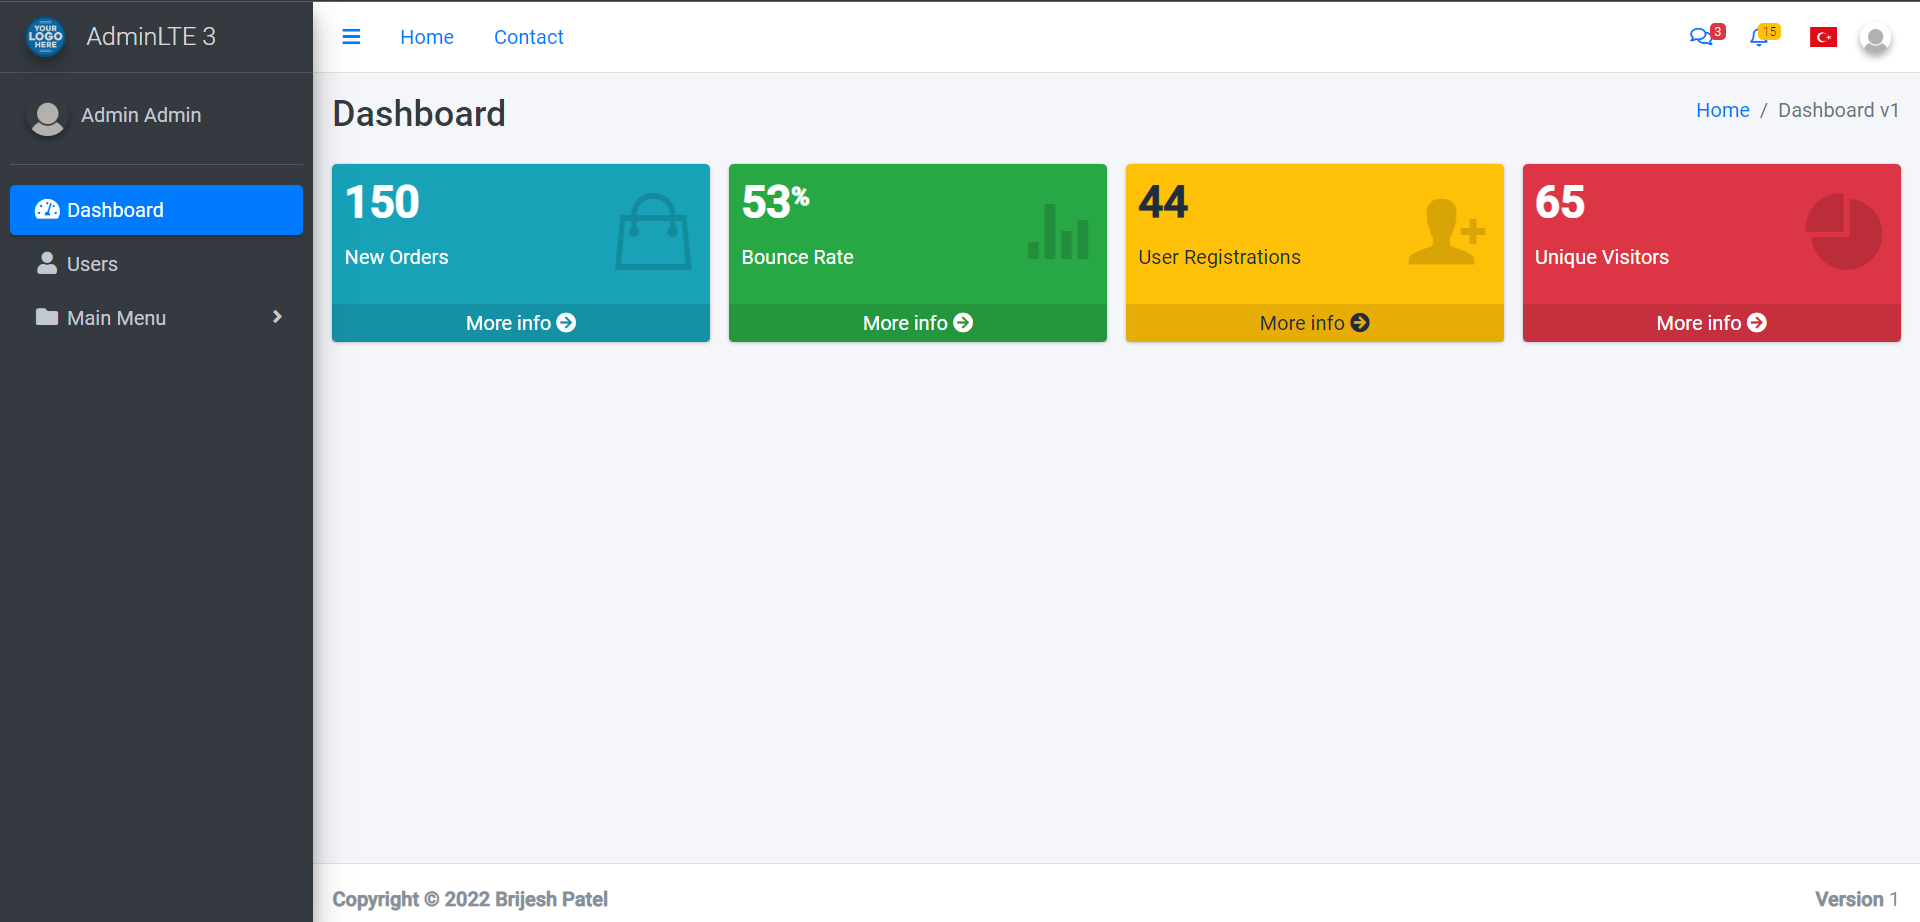 YOUR
LOGO
HERE
AdminLTE 3
Home
Contact
3
15
Admin Admin
Dashboard
Users
Main Menu
Dashboard
Home / Dashboard v1
150
New Orders
More info
53%
Bounce Rate
More info
44
User Registrations
More info
65
Unique Visitors
More info
Copyright © 2022 Brijesh Patel
Version 1